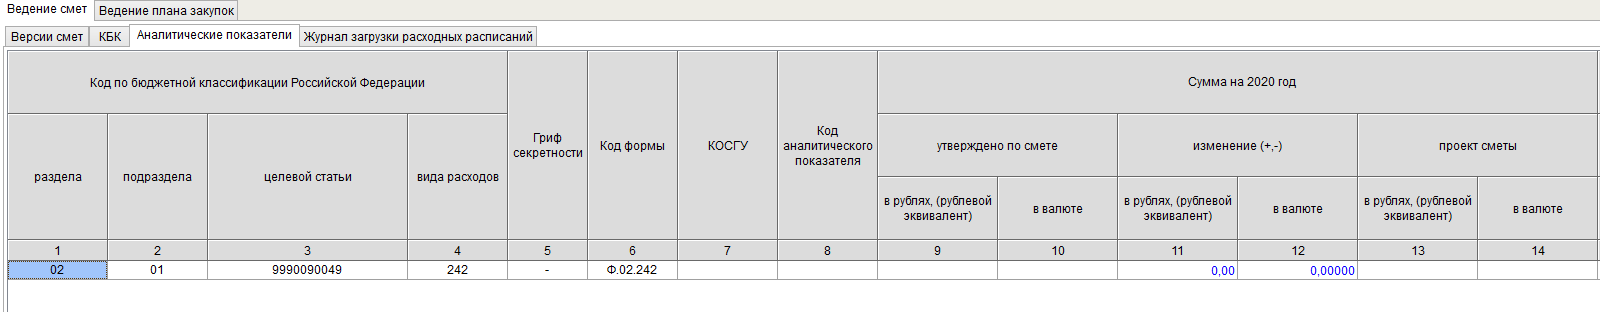 Ведение смет Ведение плана закупок
Версии смет КБК Аналитические показатели Журнал загрузки расходных расписаний
Код по бюджетной классификации Российской Федерации
раздела
подраздела
целевой статьи
вида расходов
Гриф
секретности
Код формы
КОСГУ
Код
аналитического
показателя
Сумма на 2020 год
утверждено по смете
изменение (+,-)
проект сметы
в рублях, (рублевой
эквивалент)
в валюте
в рублях, (рублевой
эквивалент)
в валюте
в рублях, (рублевой
эквивалент)
в валюте
1 2 3 4 5 6 7 8 9 10 11 12 13 14
02 01 9990090049 242 - Ф.02.242 0,00 0,00000